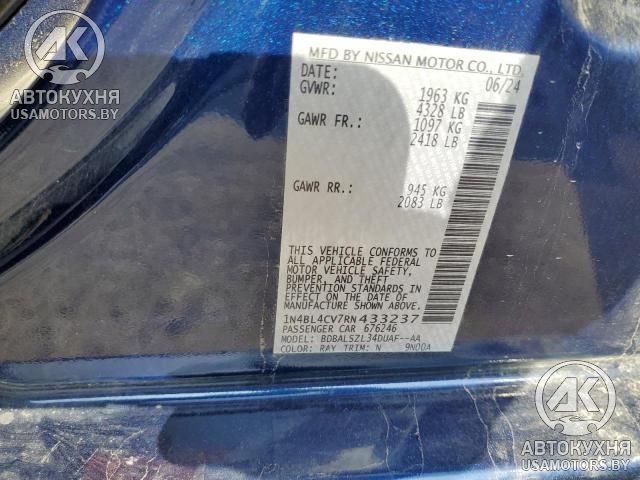 AK
АВТОКУХНЯ
USAMOTORS.BY
MFD BY NISSAN MOTOR CO., LTD.
DATE: 06/24
GVWR: 1963 KG
4328 LB
GAWR FR.: 1097 KG
2418 LB
GAWR RR.: 945 KG
2083 LB
THIS VEHICLE CONFORMS TO
ALL APPLICABLE FEDERAL
MOTOR VEHICLE SAFETY,
BUMPER, AND THEFT
PREVENTION STANDARDS
IN EFFECT ON THE DATE OF
MANUFACTURE SHOWN ABOVE.
1N4BL4CV7RN433237
PASSENGER CAR 676246
MODEL: BDBALSZL34DUAF--AA
COLOR: RAY TRIM: N 9N00A
AK
АВТОКУХНЯ
USAMOTORS.BY